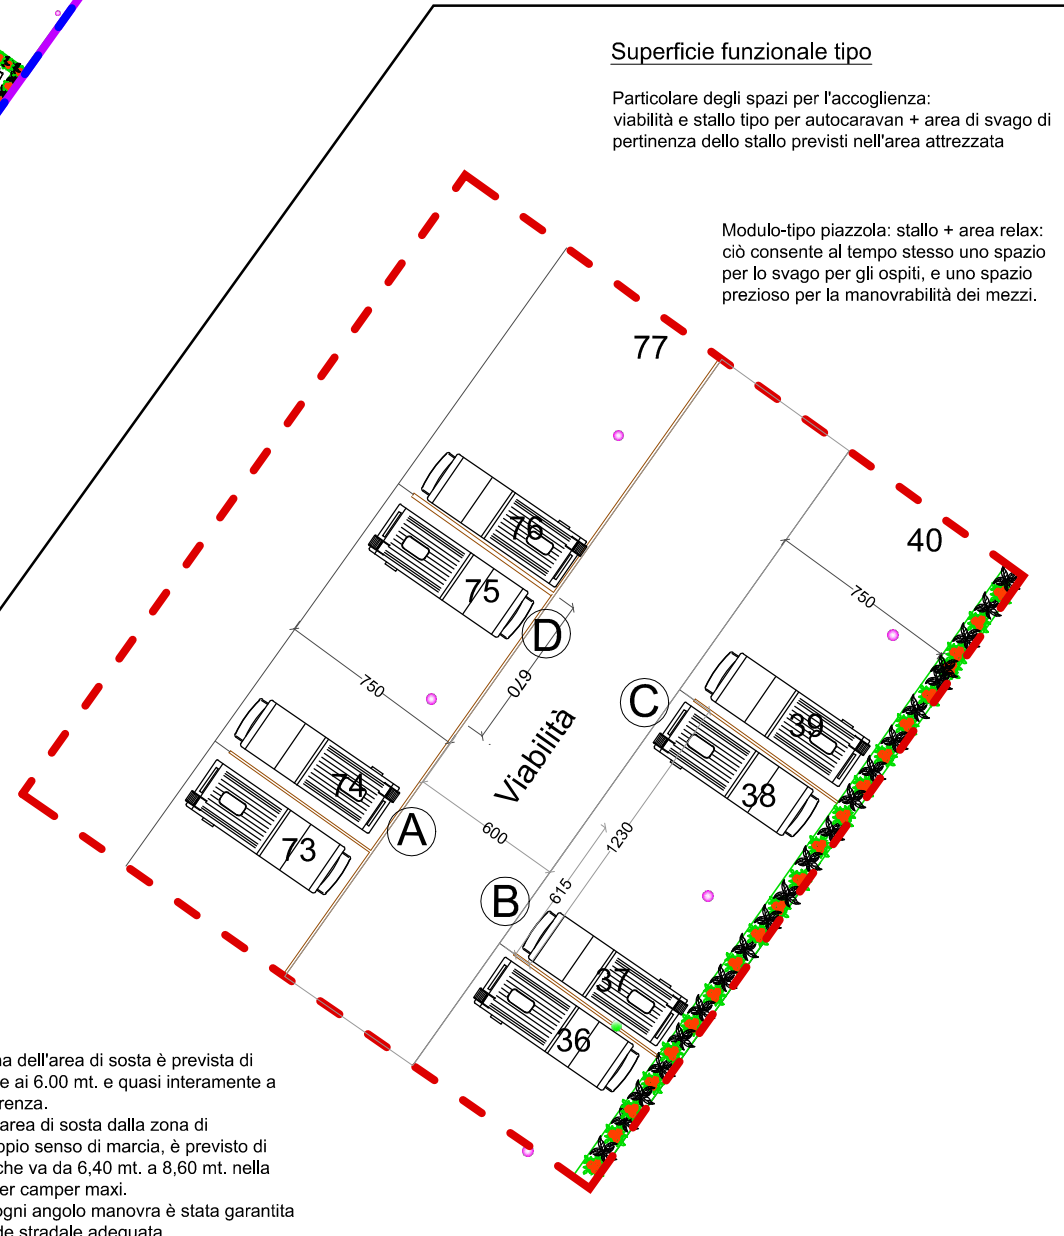 Superficie funzionale tipo
Particolare degli spazi per l'accoglienza:
viabilità e stallo tipo per autocaravan + area di svago di
pertinenza dello stallo previsti nell'area attrezzata
Modulo-tipo piazzola: stallo + area relax:
ciò consente al tempo stesso uno spazio
per lo svago per gli ospiti, e uno spazio
prezioso per la manovrabilità dei mezzi.
77
40
76
75
D
750
670
750
C
39
38
Viabilità
74
73
A
600
1230
615
B
37
36
dell'area di sosta è prevista di
ai 6.00 mt. e quasi interamente a
area di sosta dalla zona di
senso di marcia, è previsto di
che va da 6,40 mt. a 8,60 mt. nella
camper maxi.
ogni angolo manovra è stata garantita
stradale adeguata